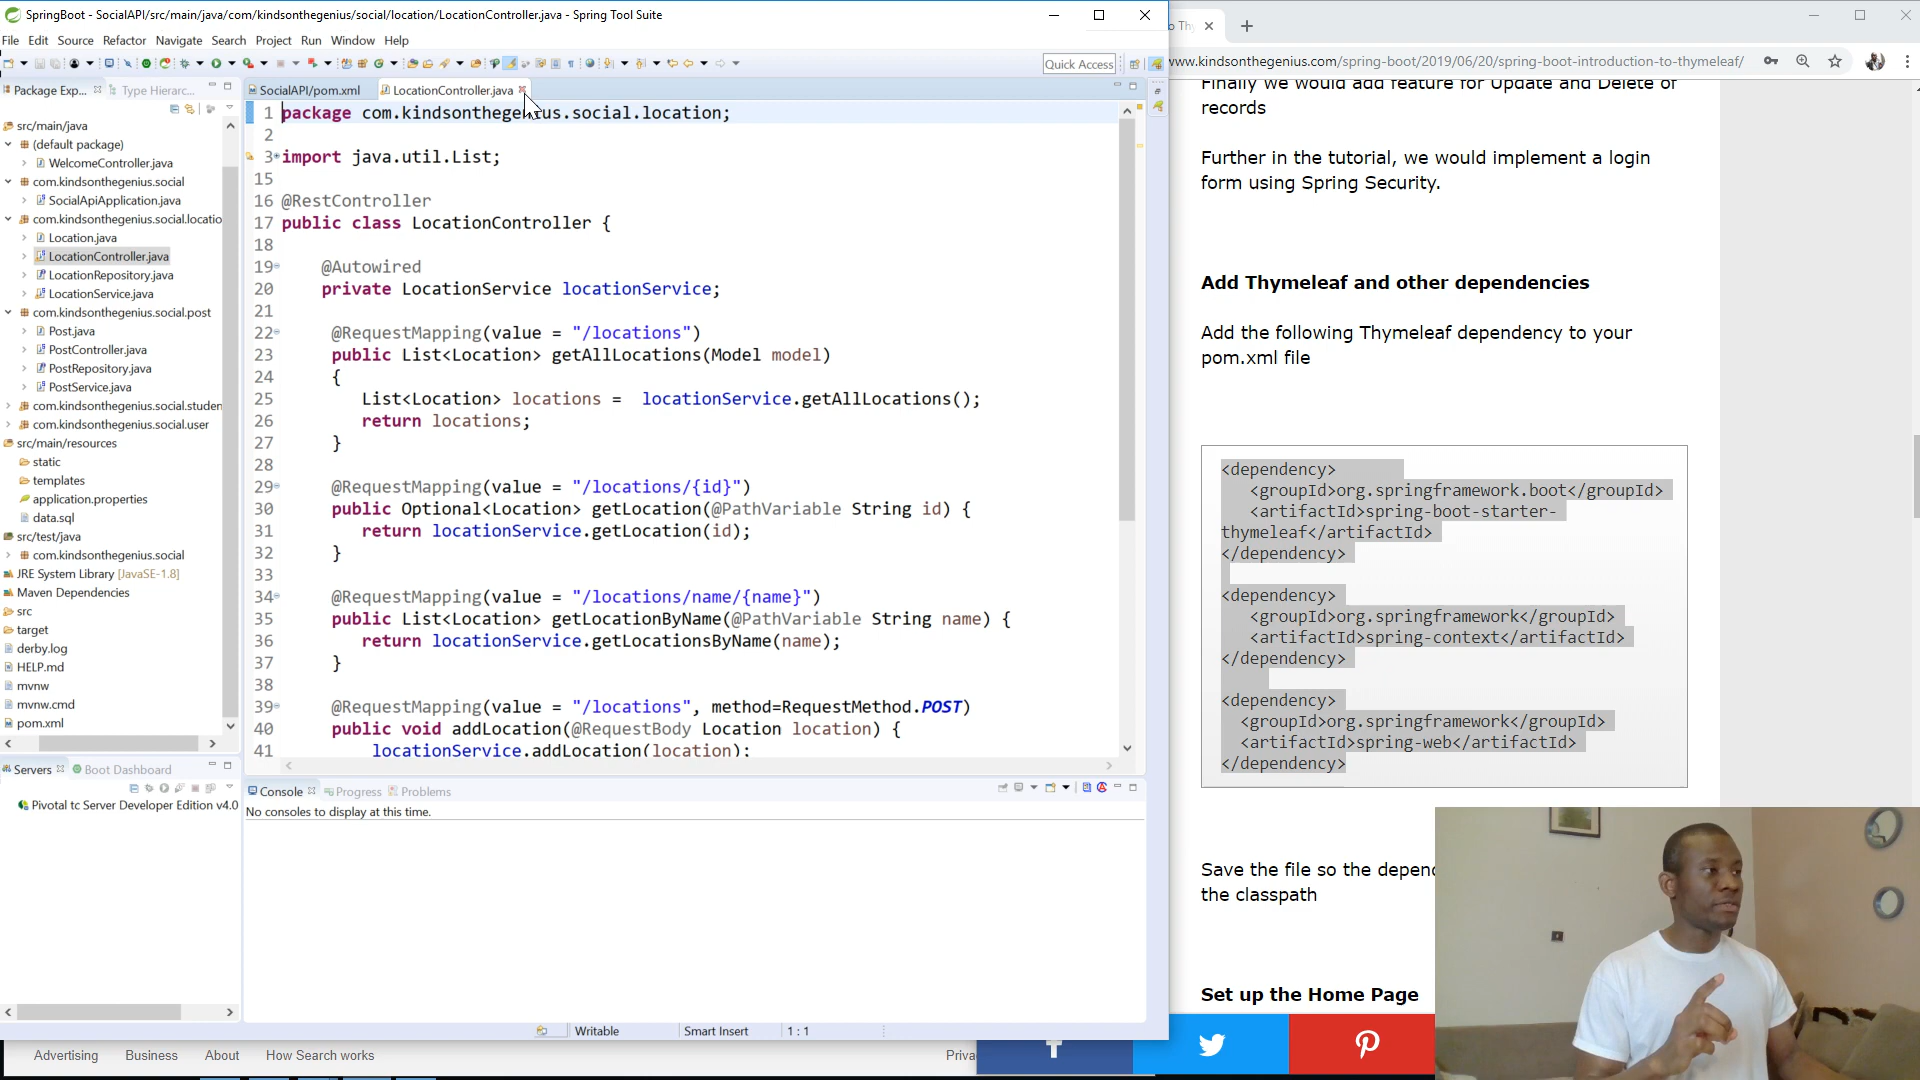 SpringBoot - SocialAPI/src/main/java/com/kindsonthegenius/social/location/LocationController.java - Spring Tool Suite
File Edit Source Refactor Navigate Search Project Run Window Help
Quick Access
Package Exp... Type Hierarc...
src/main/java
(default package)
WelcomeController.java
com.kindsonthegenius.social
SocialApiApplication.java
com.kindsonthegenius.social.locatio
Location.java
LocationController.java
LocationRepository.java
LocationService.java
com.kindsonthegenius.social.post
Post.java
PostController.java
PostRepository.java
PostService.java
com.kindsonthegenius.social.studen
com.kindsonthegenius.social.user
src/main/resources
static
templates
application.properties
data.sql
src/test/java
com.kindsonthegenius.social
JRE System Library [JavaSE-1.8]
Maven Dependencies
src
target
derby.log
HELP.md
mvnw
mvnw.cmd
pom.xml
Servers Boot Dashboard
Pivotal tc Server Developer Edition v4.0
SocialAPI/pom.xml LocationController.java
1 package com.kindsonthegenius.social.location;
2
3 import java.util.List;
15
16 @RestController
17 public class LocationController {
18
19 @Autowired
20 private LocationService locationService;
21
22 @RequestMapping(value = "/locations")
23 public List<Location> getAllLocations(Model model)
24 {
25 List<Location> locations = locationService.getAllLocations();
26 return locations;
27 }
28
29 @RequestMapping(value = "/locations/{id}")
30 public Optional<Location> getLocation(@PathVariable String id) {
31 return locationService.getLocation(id);
32 }
33
34 @RequestMapping(value = "/locations/name/{name}")
35 public List<Location> getLocationByName(@PathVariable String name) {
36 return locationService.getLocationsByName(name);
37 }
38
39 @RequestMapping(value = "/locations", method=RequestMethod.POST)
40 public void addLocation(@RequestBody Location location) {
41 locationService.addLocation(location);
Console Progress Problems
No consoles to display at this time.
Writable Smart Insert 1 : 1
Advertising Business About How Search works
Priva
o Th
www.kindsonthegenius.com/spring-boot/2019/06/20/spring-boot-introduction-to-thymeleaf/
Finally we would add feature for Update and Delete of
records
Further in the tutorial, we would implement a login
form using Spring Security.
Add Thymeleaf and other dependencies
Add the following Thymeleaf dependency to your
pom.xml file
<dependency>
<groupId>org.springframework.boot</groupId>
<artifactId>spring-boot-starter-
thymeleaf</artifactId>
</dependency>
<dependency>
<groupId>org.springframework</groupId>
<artifactId>spring-context</artifactId>
</dependency>
<dependency>
<groupId>org.springframework</groupId>
<artifactId>spring-web</artifactId>
</dependency>
Save the file so the depend
the classpath
Set up the Home Page